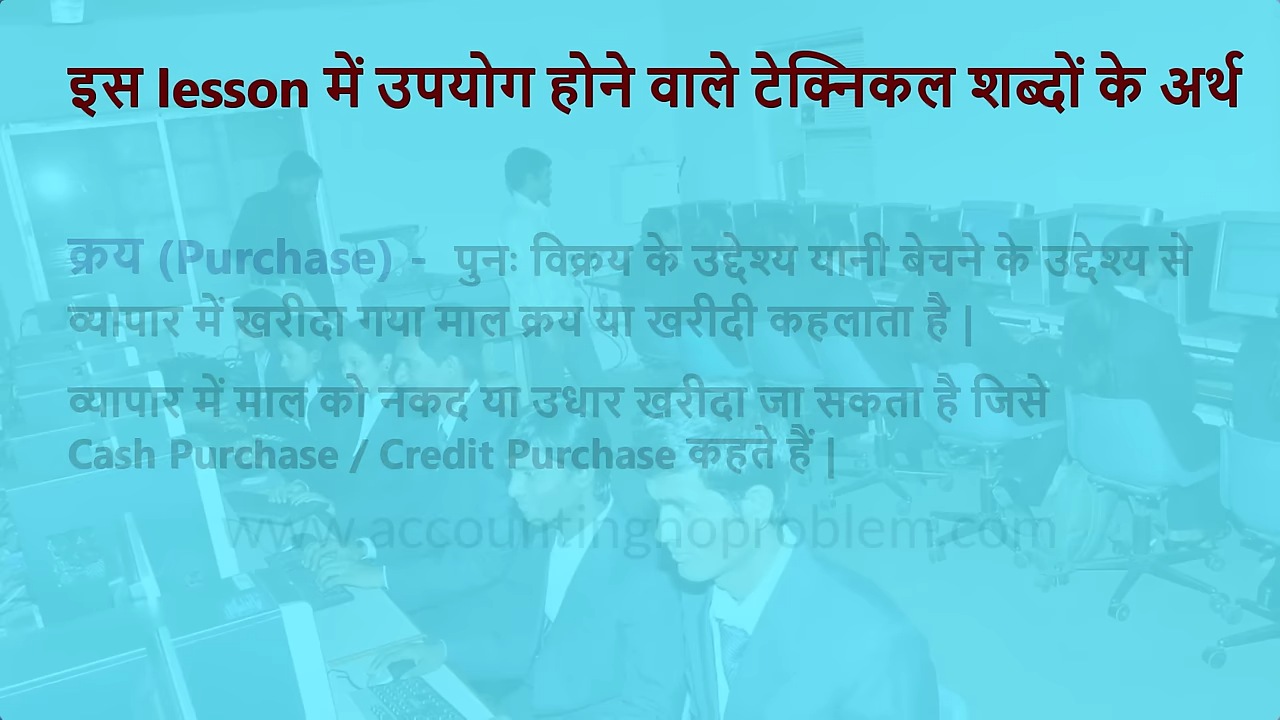 इस lesson में उपयोग होने वाले टेक्निकल शब्दों के अर्थ
क्रय (Purchase) - पुनः विक्रय के उद्देश्य यानी बेचने के उद्देश्य से
व्यापार में खरीदा गया माल क्रय या खरीदी कहलाता है |
व्यापार में माल को नकद या उधार खरीदा जा सकता है जिसे
Cash Purchase / Credit Purchase कहते हैं |
www.accountingnoproblem.com